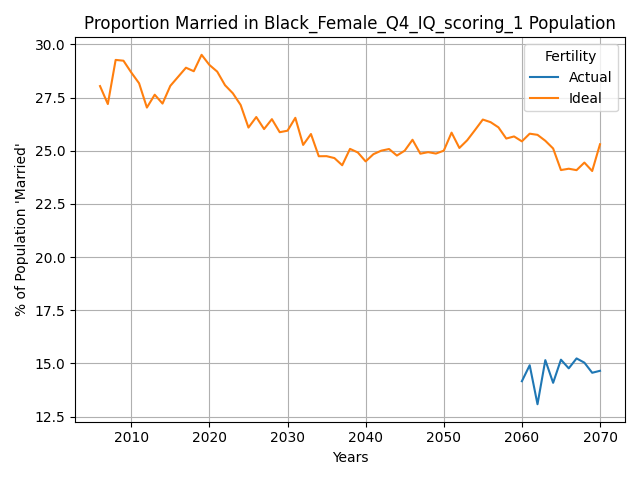 Proportion Married in Black_Female_Q4_IQ_scoring_1 Population
% of Population 'Married'
30.0
27.5
25.0
22.5
20.0
17.5
15.0
12.5
Fertility
Actual
Ideal
2010 2020 2030 2040 2050 2060 2070
Years